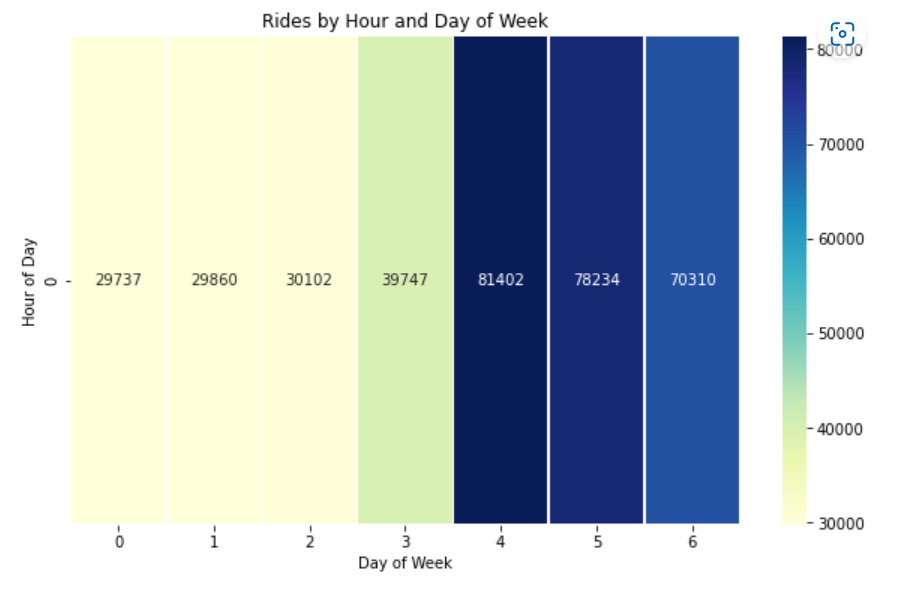 Rides by Hour and Day of Week
Hour of Day
0
29737 29860 30102 39747 81402 78234 70310
0 1 2 3 4 5 6
Day of Week
80000
70000
60000
50000
40000
30000